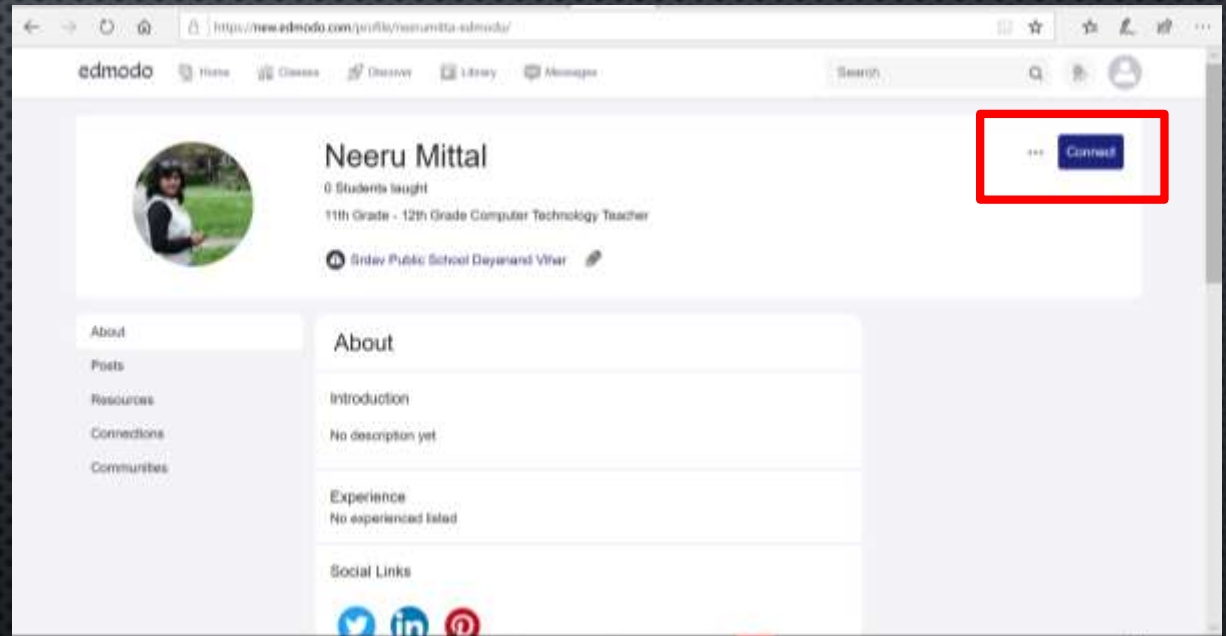 https://new.edmodo.com/profile/neerumitta-edmodo/
edmodo Home Classes Discover Library Messages Search
Neeru Mittal
... Connect
0 Students taught
11th Grade - 12th Grade Computer Technology Teacher
Public School Dayanand Vihar
About
Posts
Resources
Connections
Communities
About
Introduction
No description yet
Experience
No experienced listed
Social Links
in